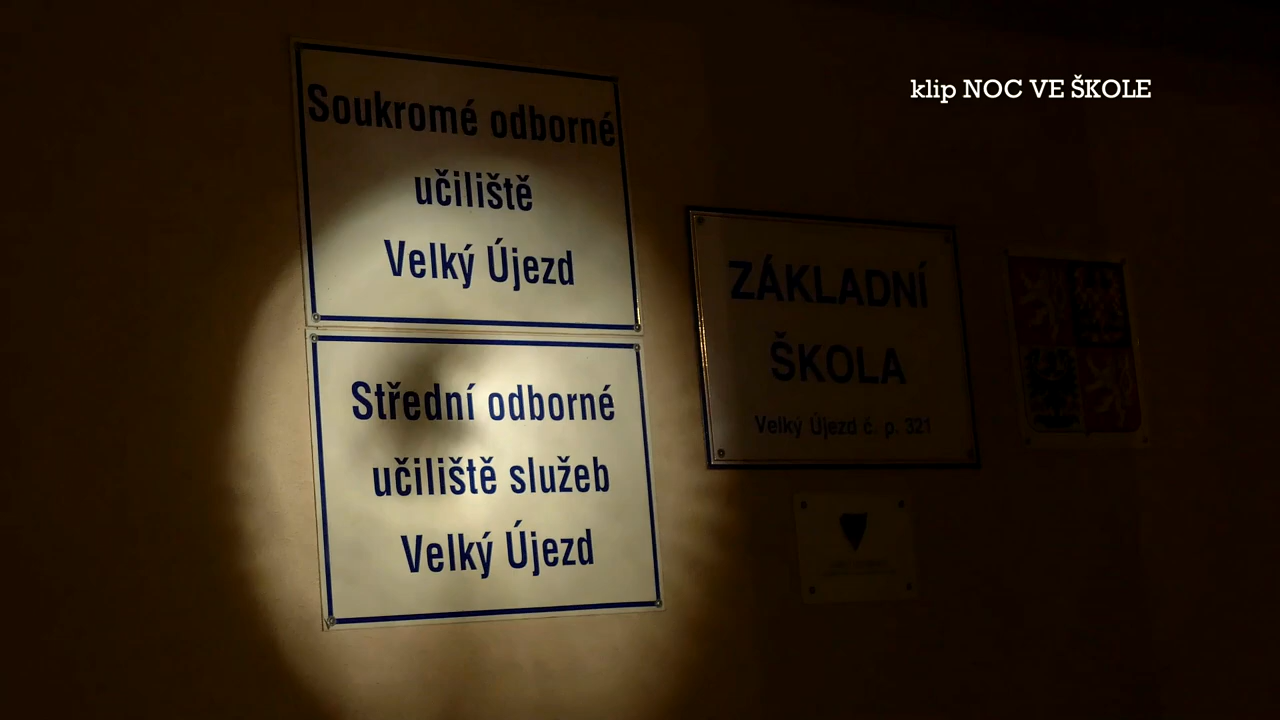 klip NOC VE ŠKOLE
Soukromé odborné
učiliště
Velký Újezd
Střední odborné
učiliště služeb
Velký Újezd
ZÁKLADNÍ
ŠKOLA
Velký Újezd č. p. 321